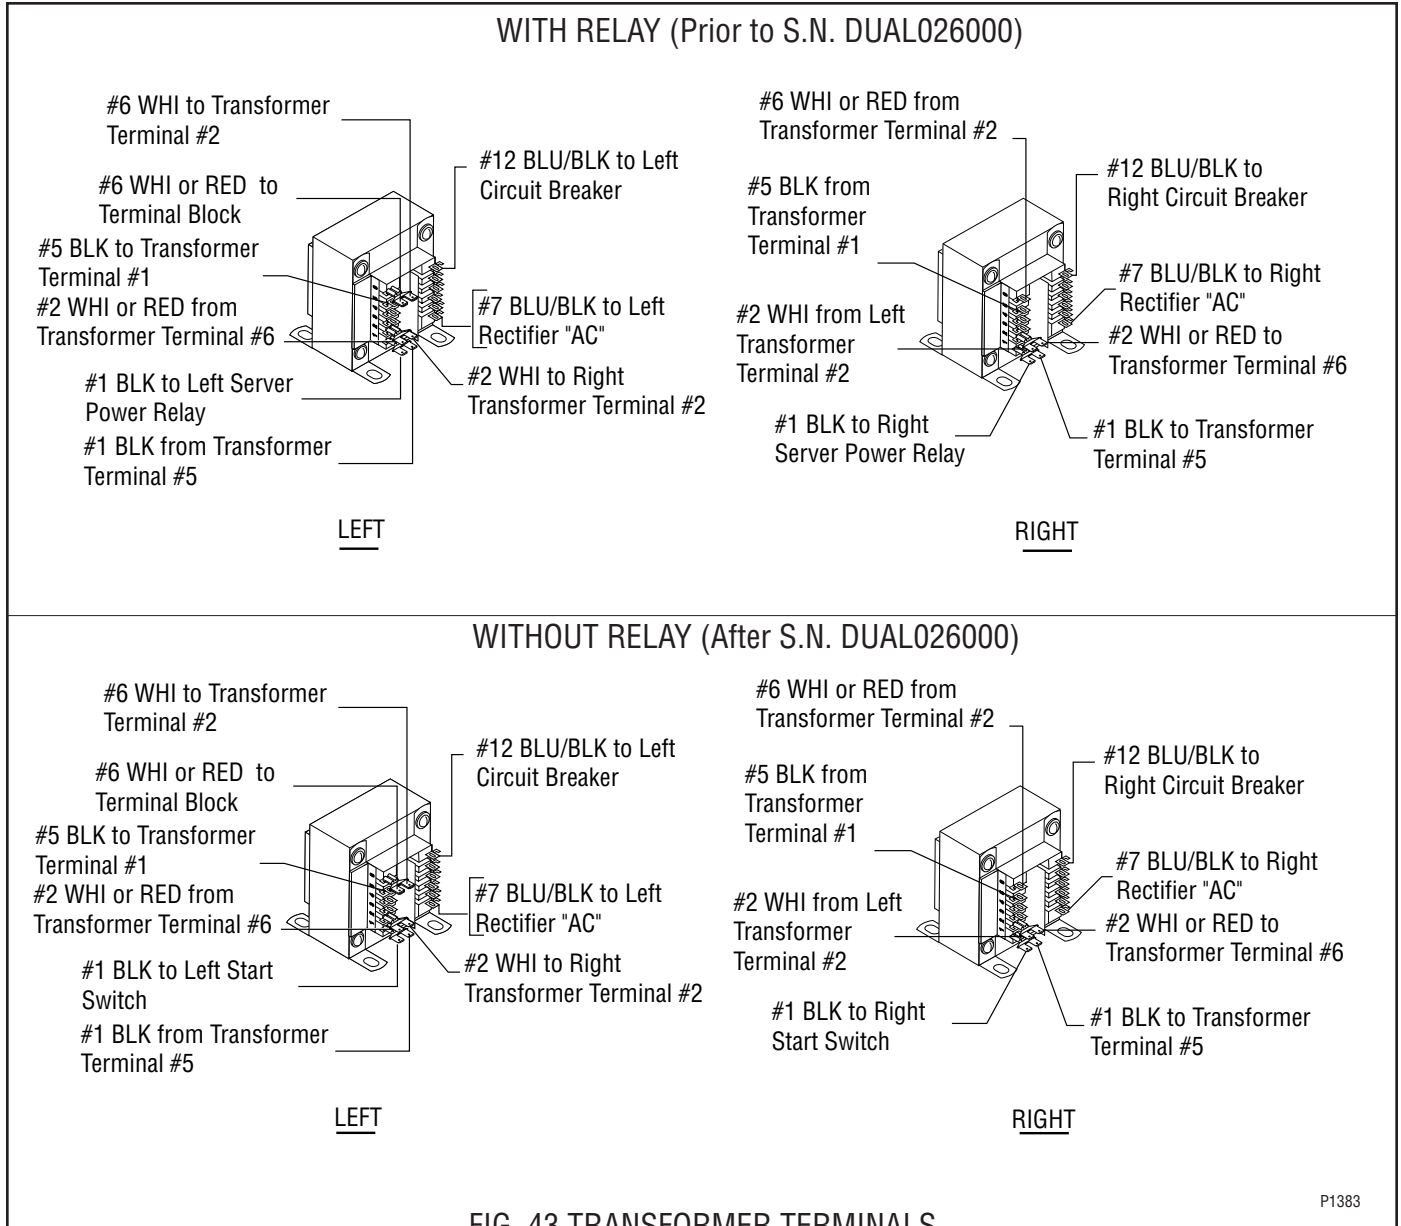 WITH RELAY (Prior to S.N. DUAL026000)
#6 WHI to Transformer
Terminal #2
#6 WHI or RED to
Terminal Block
#5 BLK to Transformer
Terminal #1
#2 WHI or RED from
Transformer Terminal #6
#1 BLK to Left Server
Power Relay
#1 BLK from Transformer
Terminal #5
#12 BLU/BLK to Left
Circuit Breaker
#7 BLU/BLK to Left
Rectifier "AC"
#2 WHI to Right
Transformer Terminal #2
LEFT
#6 WHI or RED from
Transformer Terminal #2
#5 BLK from
Transformer
Terminal #1
#2 WHI from Left
Transformer
Terminal #2
#1 BLK to Right
Server Power Relay
#12 BLU/BLK to
Right Circuit Breaker
#7 BLU/BLK to Right
Rectifier "AC"
#2 WHI or RED to
Transformer Terminal #6
#1 BLK to Transformer
Terminal #5
RIGHT
WITHOUT RELAY (After S.N. DUAL026000)
#6 WHI to Transformer
Terminal #2
#6 WHI or RED to
Terminal Block
#5 BLK to Transformer
Terminal #1
#2 WHI or RED from
Transformer Terminal #6
#1 BLK to Left Start
Switch
#1 BLK from Transformer
Terminal #5
#12 BLU/BLK to Left
Circuit Breaker
#7 BLU/BLK to Left
Rectifier "AC"
#2 WHI to Right
Transformer Terminal #2
LEFT
#6 WHI or RED from
Transformer Terminal #2
#5 BLK from
Transformer
Terminal #1
#2 WHI from Left
Transformer
Terminal #2
#1 BLK to Right
Start Switch
#12 BLU/BLK to
Right Circuit Breaker
#7 BLU/BLK to Right
Rectifier "AC"
#2 WHI or RED to
Transformer Terminal #6
#1 BLK to Transformer
Terminal #5
RIGHT
P1383
FIG. 43 TRANSFORMER TERMINALS